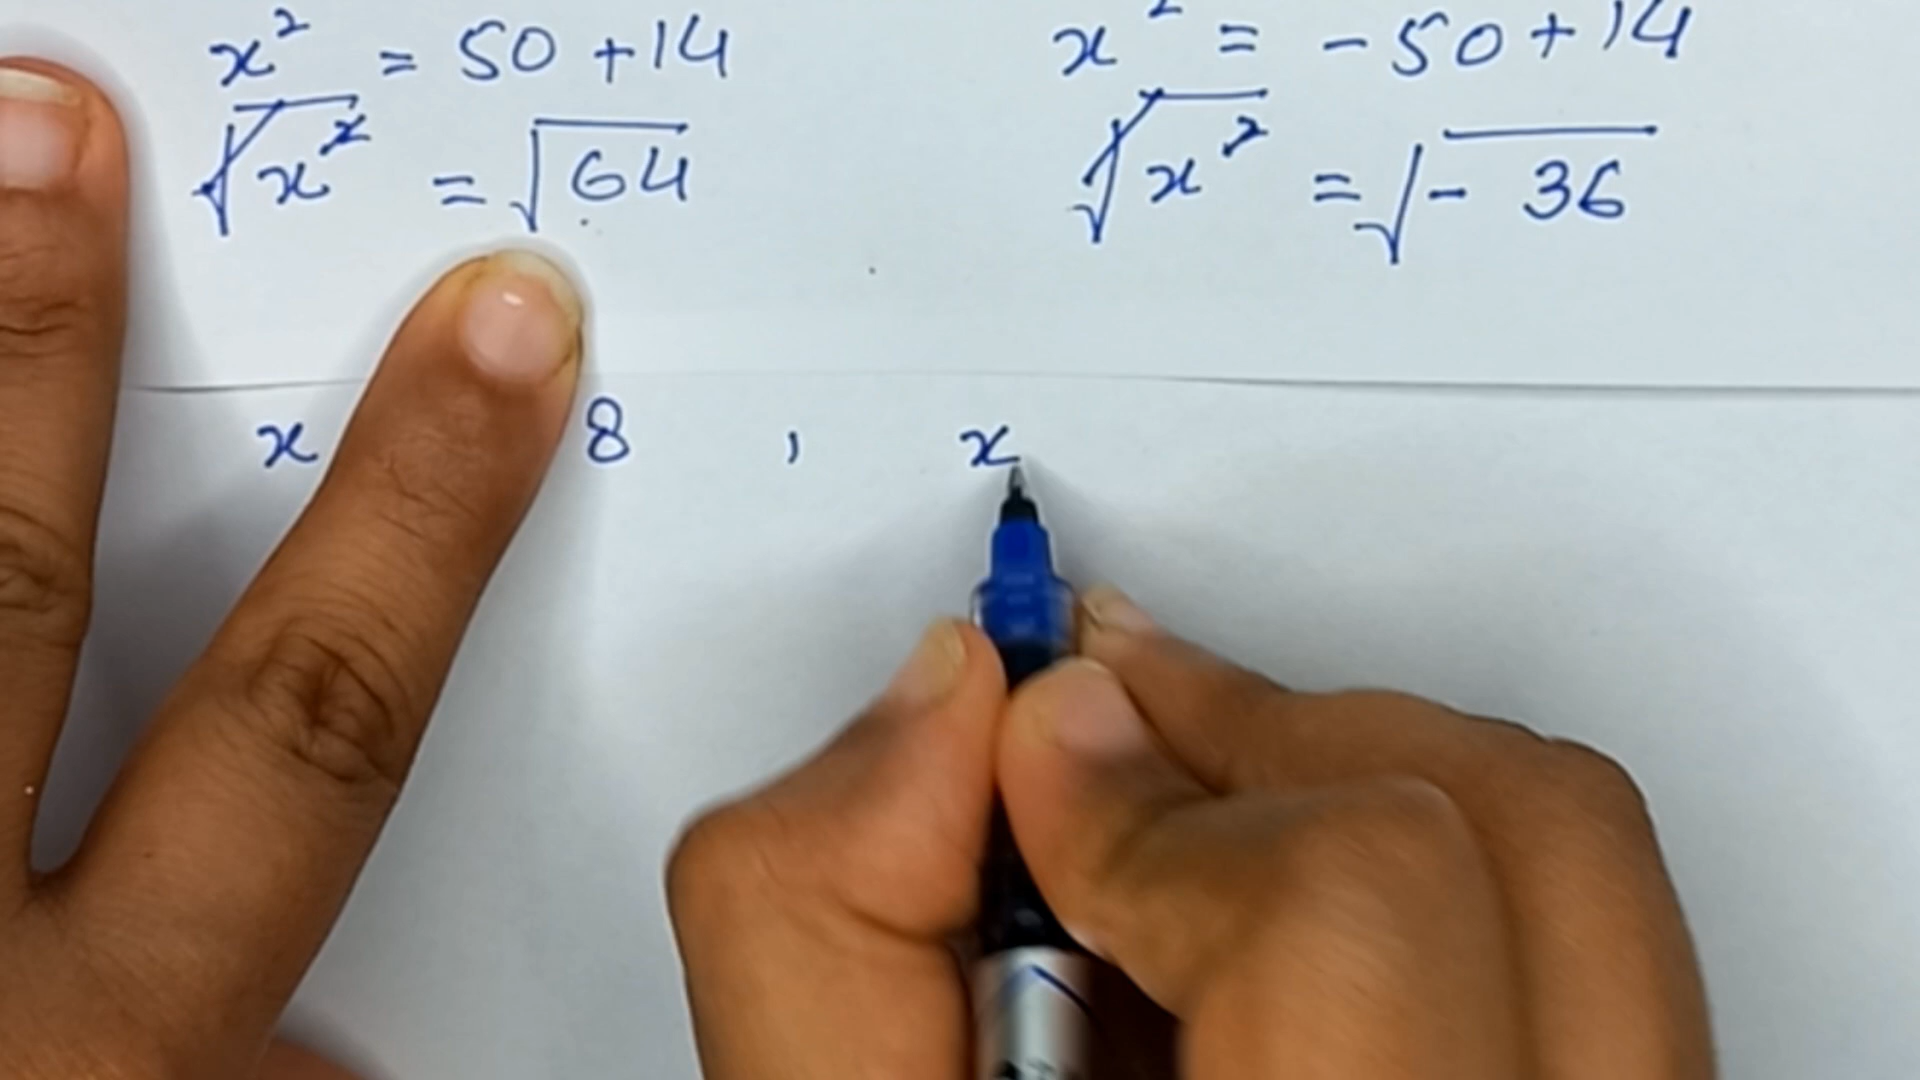 x² = 50 + 14 x² = -50 + 14
√x² = √64 √x² = √- 36
x 8 , x